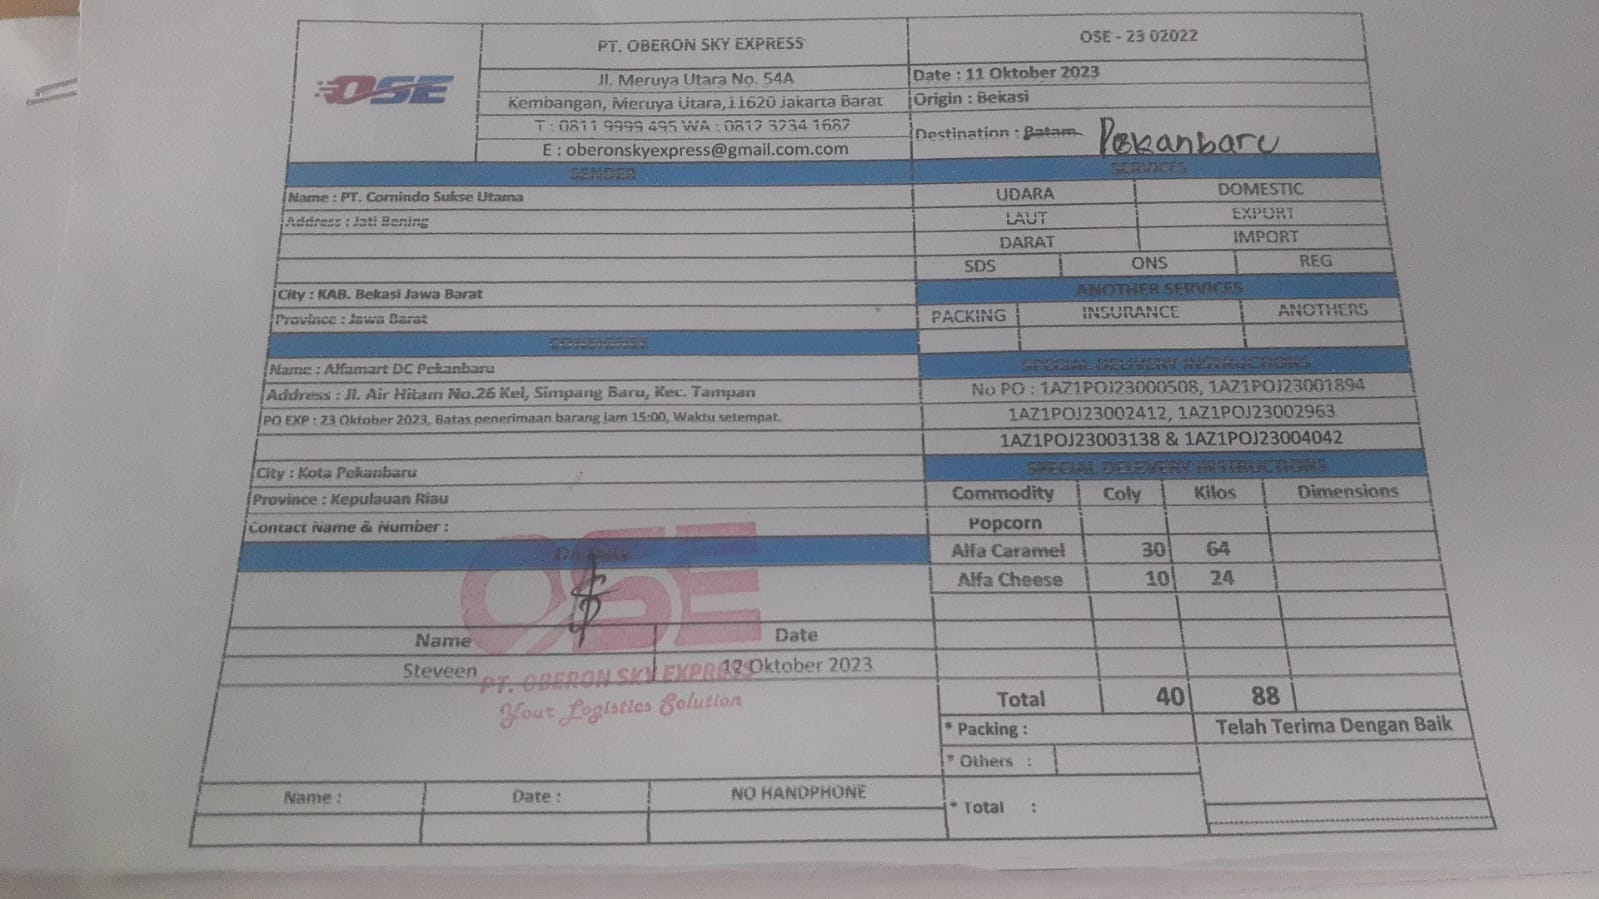 OSE
PT. OBERON SKY EXPRESS
Jl. Meruya Utara No. 54A
Kembangan, Meruya Utara,11620 Jakarta Barat
T : 0811 9999 495 WA : 0812 3234 1682
E : oberonskyexpress@gmail.com.com
OSE - 23 02022
Date : 11 Oktober 2023
Origin : Bekasi
Destination : Batam Pekanbaru
SENDER
Name : PT. Cornindo Sukse Utama
Address : Jati Bening
City : KAB. Bekasi Jawa Barat
Province : Jawa Barat
CONSIGNEE
Name : Alfamart DC Pekanbaru
Address : Jl. Air Hitam No.26 Kel, Simpang Baru, Kec. Tampan
PO EXP : 23 Oktober 2023, Batas penerimaan barang jam 15:00, Waktu setempat.
City : Kota Pekanbaru
Province : Kepulauan Riau
Contact Name & Number :
Name Date
Steveen 12 Oktober 2023
OSE
PT. OBERON SKY EXPRESS
Your Logistics Solution
Name : Date : NO HANDPHONE
SERVICES
UDARA DOMESTIC
LAUT EXPORT
DARAT IMPORT
SDS ONS REG
ANOTHER SERVICES
PACKING INSURANCE ANOTHERS
SPECIAL DELIVERY INSTRUCTIONS
No PO : 1AZ1POJ23000508, 1AZ1POJ23001894
1AZ1POJ23002412, 1AZ1POJ23002963
1AZ1POJ23003138 & 1AZ1POJ23004042
SPECIAL DELEVERY INSTRUCTIONS
Commodity Coly Kilos Dimensions
Popcorn
Alfa Caramel 30 64
Alfa Cheese 10 24
Total 40 88
* Packing :
* Others :
* Total :
Telah Terima Dengan Baik